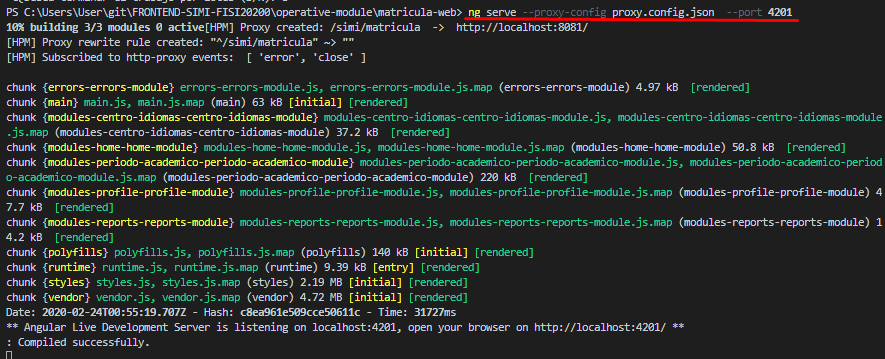 PS C:\Users\User\git\FRONTEND-SIMI-FISI20200\operative-module\matricula-web> ng serve --proxy-config proxy.config.json  --port 4201
10% building 3/3 modules 0 active[HPM] Proxy created: /simi/matricula  ->  http://localhost:8081/
[HPM] Proxy rewrite rule created: "^/simi/matricula" ~> ""
[HPM] Subscribed to http-proxy events:  [ 'error', 'close' ]
chunk {errors-errors-module} errors-errors-module.js, errors-errors-module.js.map (errors-errors-module) 4.97 kB  [rendered]
chunk {main} main.js, main.js.map (main) 63 kB [initial] [rendered]
chunk {modules-centro-idiomas-centro-idiomas-module} modules-centro-idiomas-centro-idiomas-module.js, modules-centro-idiomas-centro-idiomas-module
.js.map (modules-centro-idiomas-centro-idiomas-module) 37.2 kB  [rendered]
chunk {modules-home-home-module} modules-home-home-module.js, modules-home-home-module.js.map (modules-home-home-module) 50.8 kB  [rendered]
chunk {modules-periodo-academico-periodo-academico-module} modules-periodo-academico-periodo-academico-module.js, modules-periodo-academico-period
o-academico-module.js.map (modules-periodo-academico-periodo-academico-module) 220 kB  [rendered]
chunk {modules-profile-profile-module} modules-profile-profile-module.js, modules-profile-profile-module.js.map (modules-profile-profile-module) 4
7.7 kB  [rendered]
chunk {modules-reports-reports-module} modules-reports-reports-module.js, modules-reports-reports-module.js.map (modules-reports-reports-module) 1
4.2 kB  [rendered]
chunk {polyfills} polyfills.js, polyfills.js.map (polyfills) 140 kB [initial] [rendered]
chunk {runtime} runtime.js, runtime.js.map (runtime) 9.39 kB [entry] [rendered]
chunk {styles} styles.js, styles.js.map (styles) 2.19 MB [initial] [rendered]
chunk {vendor} vendor.js, vendor.js.map (vendor) 4.72 MB [initial] [rendered]
Date: 2020-02-24T00:55:19.707Z - Hash: c8ea961e509cce50611c - Time: 31727ms
** Angular Live Development Server is listening on localhost:4201, open your browser on http://localhost:4201/ **
: Compiled successfully.